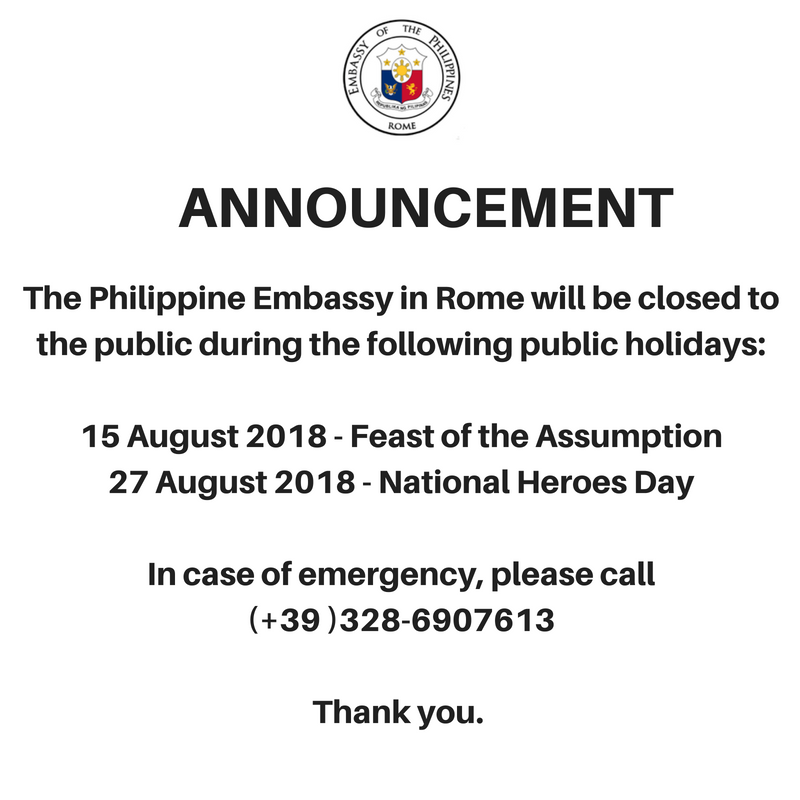 EMBASSY OF THE PHILIPPINES
REPUBLIKA NG PILIPINAS
ROME
ANNOUNCEMENT
The Philippine Embassy in Rome will be closed to
the public during the following public holidays:
15 August 2018 - Feast of the Assumption
27 August 2018 - National Heroes Day
In case of emergency, please call
(+39 )328-6907613
Thank you.